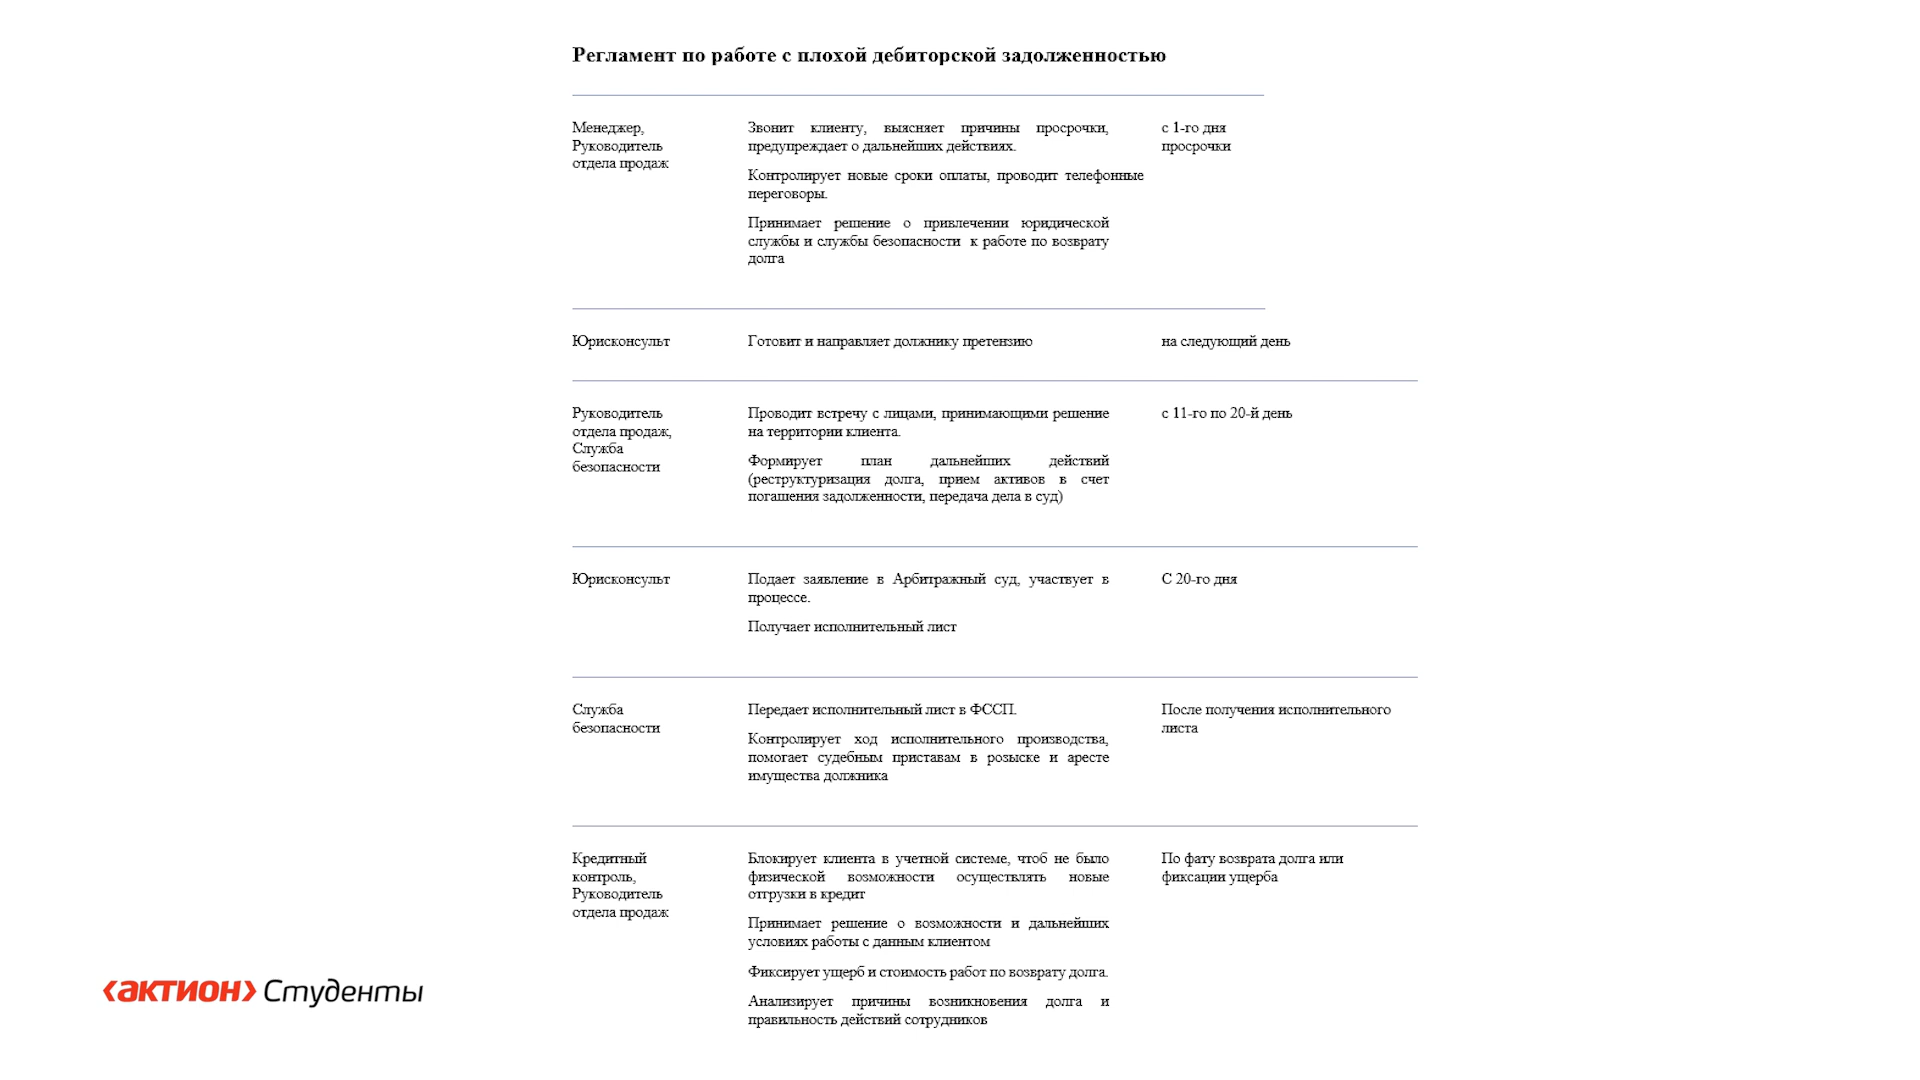 Регламент по работе с плохой дебиторской задолженностью
Менеджер,
Руководитель
отдела продаж
Звонит клиенту, выясняет причины просрочки,
предупреждает о дальнейших действиях.
Контролирует новые сроки оплаты, проводит телефонные
переговоры.
Принимает решение о привлечении юридической
службы и службы безопасности к работе по возврату
долга
с 1-го дня
просрочки
Юрисконсульт
Готовит и направляет должнику претензию
на следующий день
Руководитель
отдела продаж,
Служба
безопасности
Проводит встречу с лицами, принимающими решение
на территории клиента.
Формирует план дальнейших действий
(реструктуризация долга, прием активов в счет
погашения задолженности, передача дела в суд)
с 11-го по 20-й день
Юрисконсульт
Подает заявление в Арбитражный суд, участвует в
процессе.
Получает исполнительный лист
С 20-го дня
Служба
безопасности
Передает исполнительный лист в ФССП.
Контролирует ход исполнительного производства,
помогает судебным приставам в розыске и аресте
имущества должника
После получения исполнительного
листа
Кредитный
контроль,
Руководитель
отдела продаж
Блокирует клиента в учетной системе, чтоб не было
физической возможности осуществлять новые
отгрузки в кредит
Принимает решение о возможности и дальнейших
условиях работы с данным клиентом
Фиксирует ущерб и стоимость работ по возврату долга.
Анализирует причины возникновения долга и
правильность действий сотрудников
По фату возврата долга или
фиксации ущерба
‹актион› Студенты